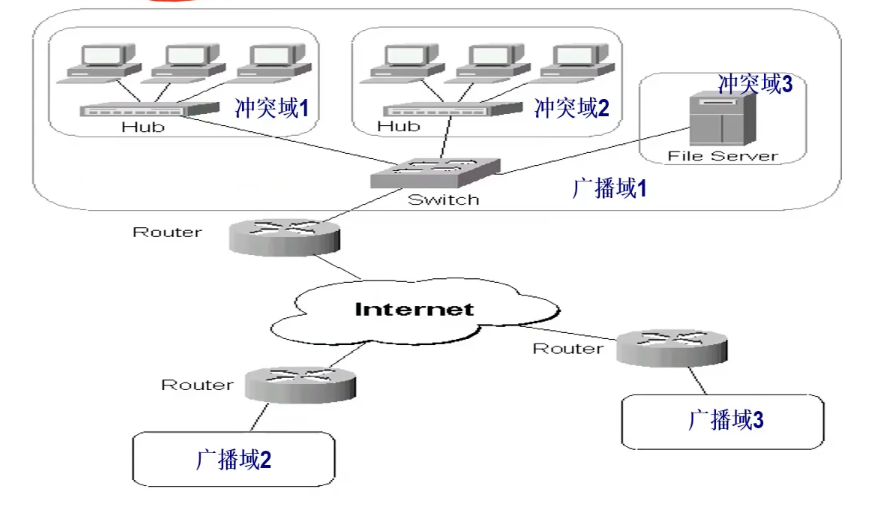 冲突域1
Hub
冲突域2
Hub
冲突域3
File Server
Switch
广播域1
Router
Internet
Router
Router
广播域3
广播域2